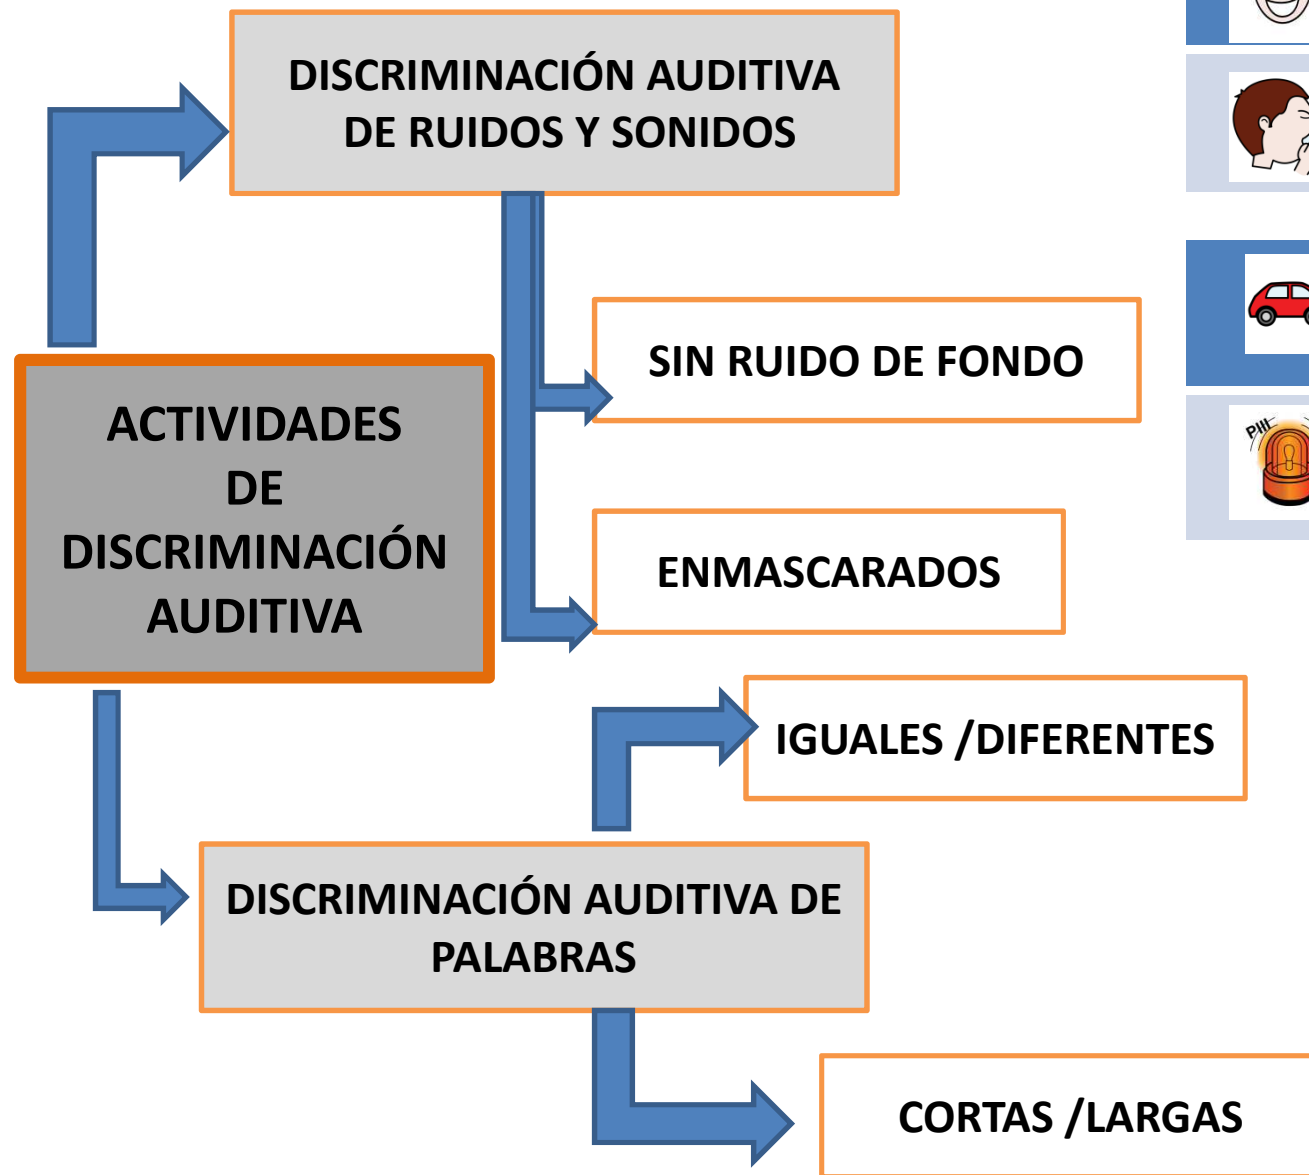 DISCRIMINACIÓN AUDITIVA
DE RUIDOS Y SONIDOS
SIN RUIDO DE FONDO
ACTIVIDADES
DE
DISCRIMINACIÓN
AUDITIVA
PIII
ENMASCARADOS
IGUALES /DIFERENTES
DISCRIMINACIÓN AUDITIVA DE
PALABRAS
CORTAS /LARGAS